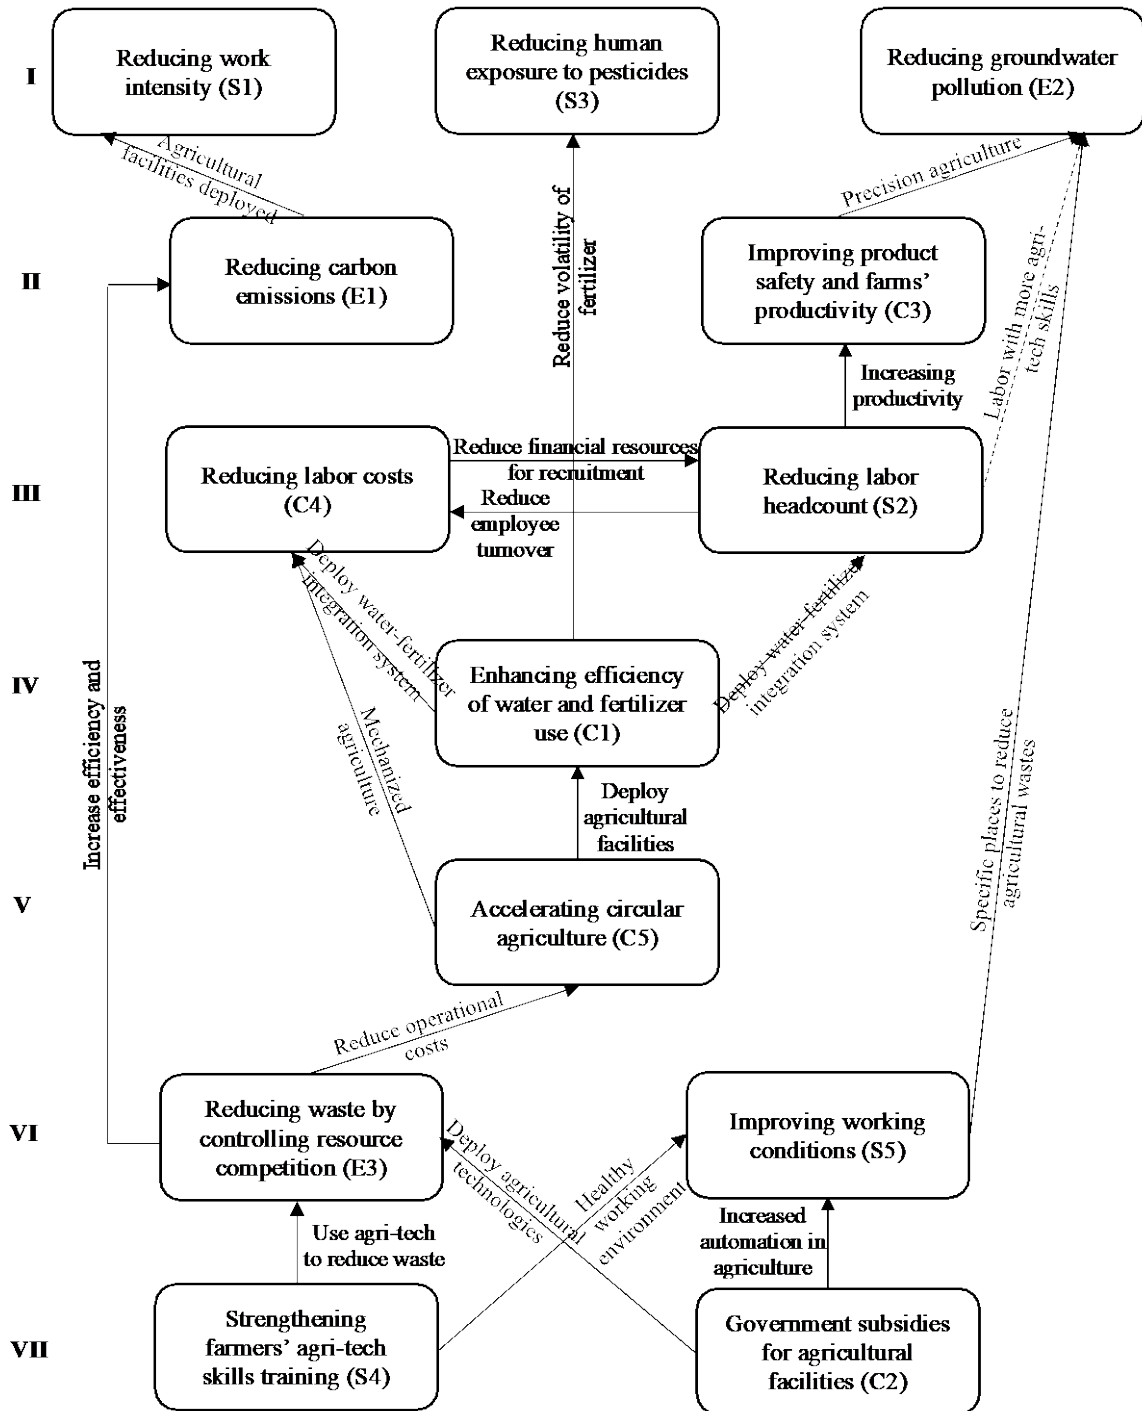 I
Reducing work
intensity (S1)
Reducing human
exposure to pesticides
(S3)
Reducing groundwater
pollution (E2)
Agricultural
facilities deployed
Reduce volatility of
fertilizer
Precision agriculture
II
Reducing carbon
emissions (E1)
Improving product
safety and farms'
productivity (C3)
Labor with more agri-
tech skills
Increasing
productivity
III
Reducing labor costs
(C4)
Reduce financial resources
for recruitment
Reduce
employee
turnover
Reducing labor
headcount (S2)
Deploy water-fertilizer
integration system
Deploy water-fertilizer
integration system
IV
Enhancing efficiency
of water and fertilizer
use (C1)
Increase efficiency and
effectiveness
Mechanized
agriculture
Deploy
agricultural
facilities
Specific places to reduce
agricultural wastes
V
Accelerating circular
agriculture (C5)
Reduce operational
costs
VI
Reducing waste by
controlling resource
competition (E3)
Improving working
conditions (S5)
Deploy agricultural
technologies
Healthy
working
environment
Use agri-tech
to reduce waste
Increased
automation in
agriculture
VII
Strengthening
farmers' agri-tech
skills training (S4)
Government subsidies
for agricultural
facilities (C2)